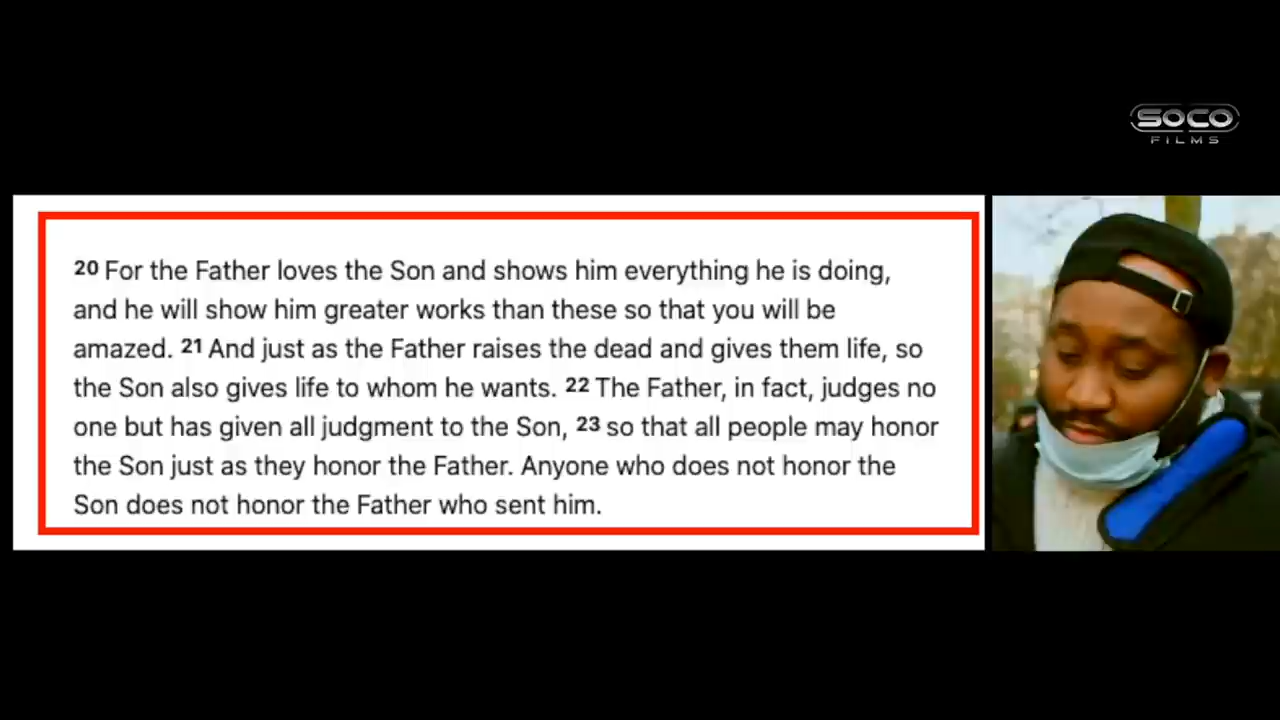 SOCO
FILMS
20 For the Father loves the Son and shows him everything he is doing,
and he will show him greater works than these so that you will be
amazed. 21 And just as the Father raises the dead and gives them life, so
the Son also gives life to whom he wants. 22 The Father, in fact, judges no
one but has given all judgment to the Son, 23 so that all people may honor
the Son just as they honor the Father. Anyone who does not honor the
Son does not honor the Father who sent him.